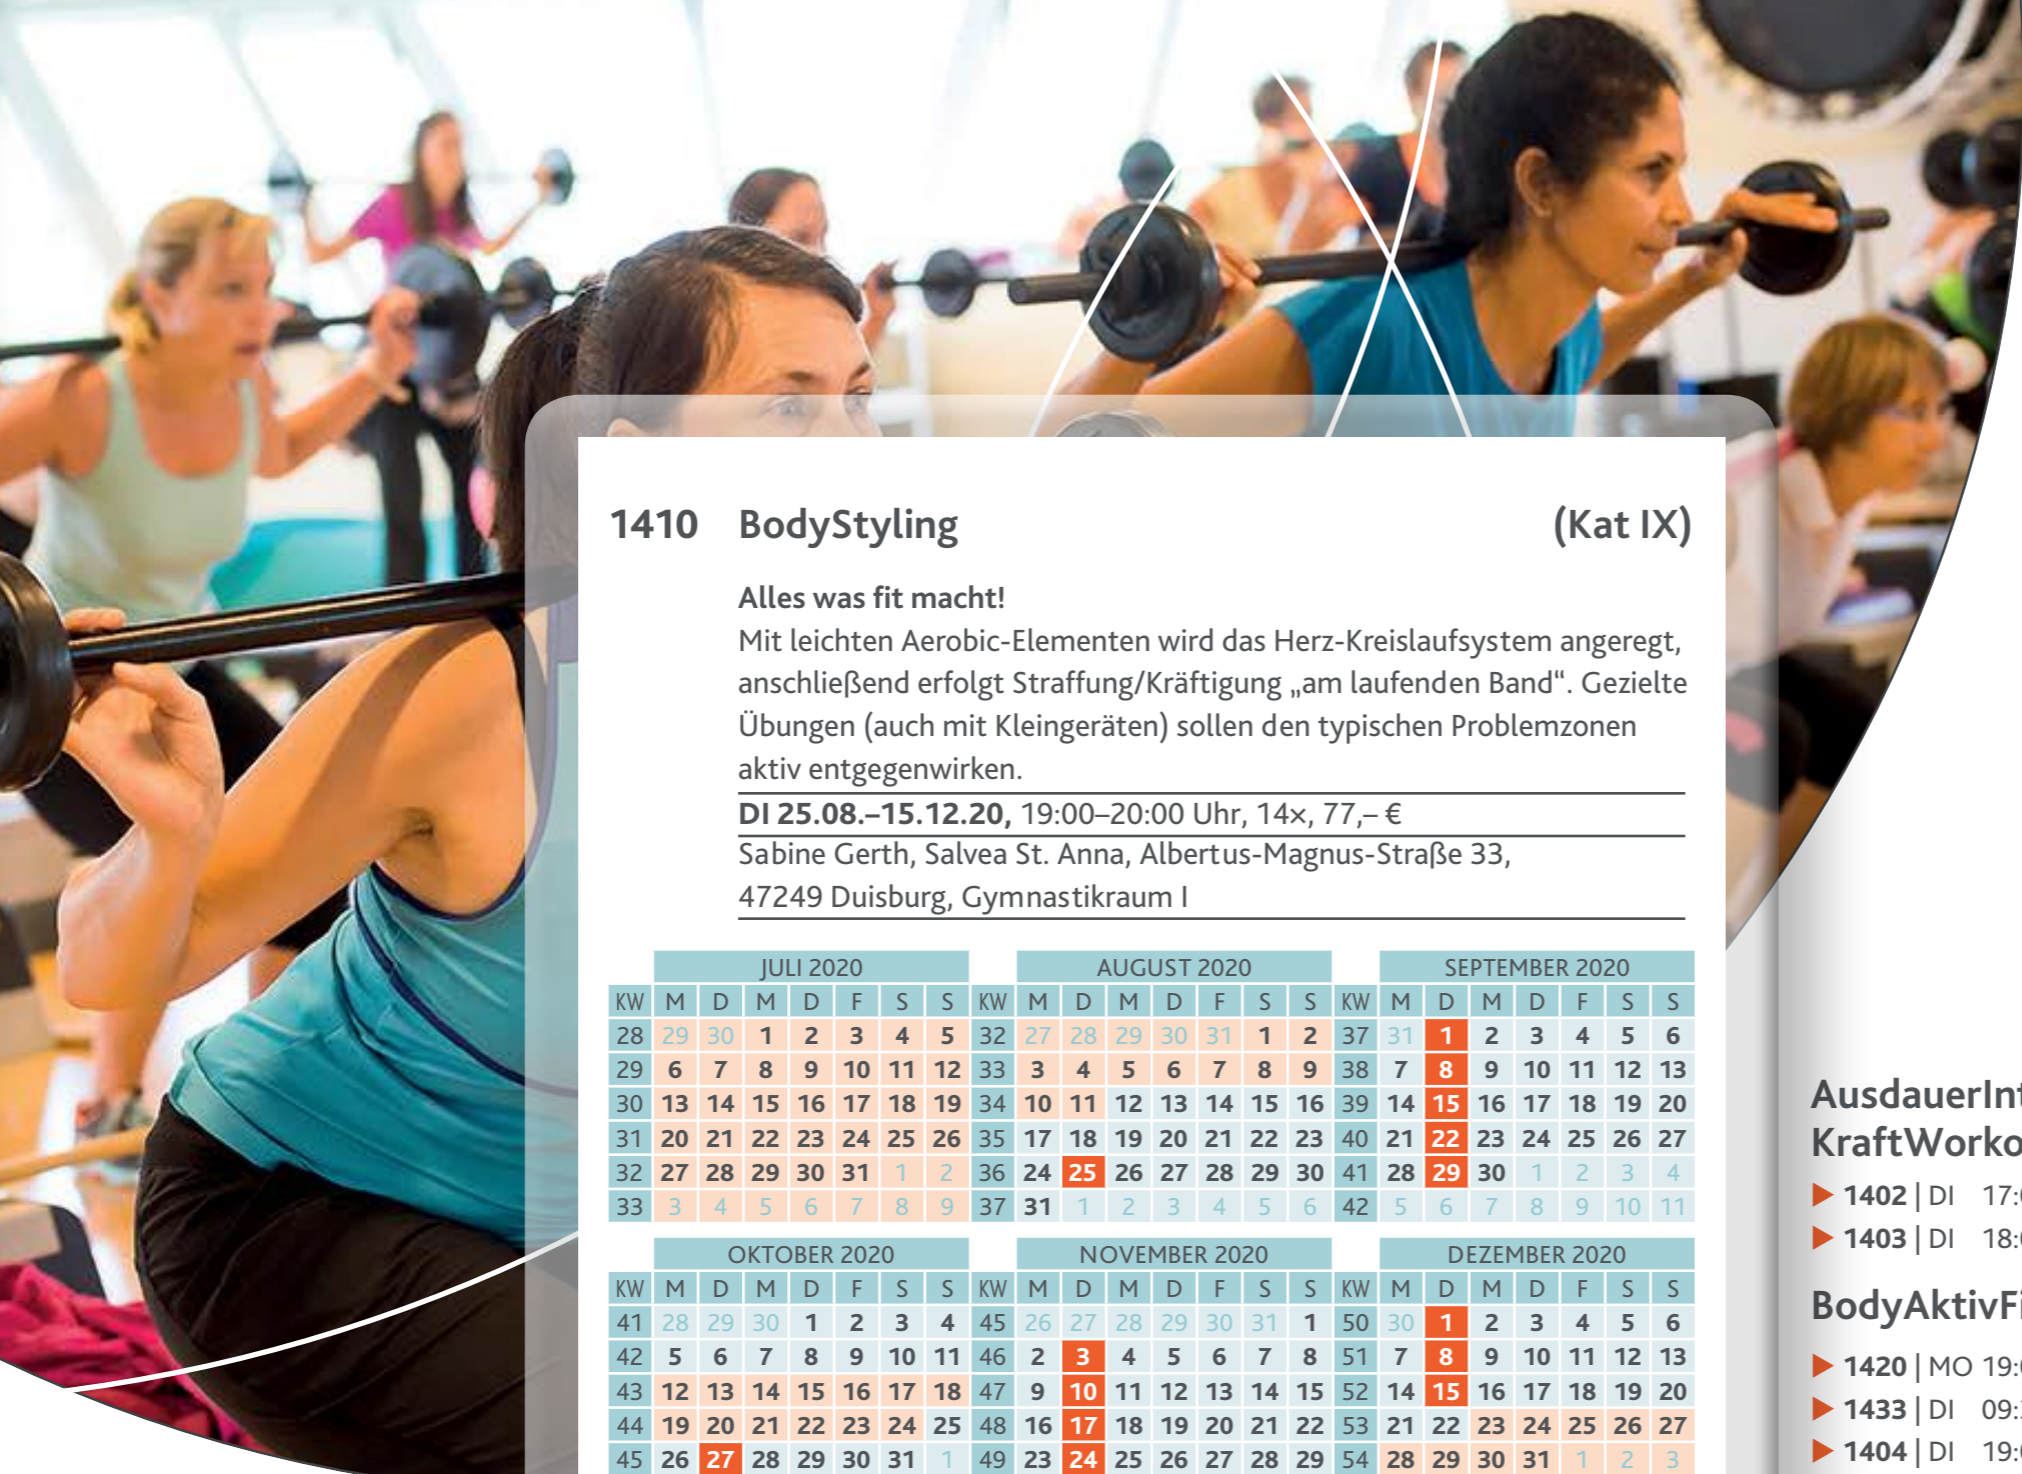 1410 BodyStyling (Kat IX)
Alles was fit macht!
Mit leichten Aerobic-Elementen wird das Herz-Kreislaufsystem angeregt,
anschließend erfolgt Straffung/Kräftigung „am laufenden Band“. Gezielte
Übungen (auch mit Kleingeräten) sollen den typischen Problemzonen
aktiv entgegenwirken.
DI 25.08.–15.12.20, 19:00–20:00 Uhr, 14×, 77,– €
Sabine Gerth, Salvea St. Anna, Albertus-Magnus-Straße 33,
47249 Duisburg, Gymnastikraum I
JULI 2020 AUGUST 2020 SEPTEMBER 2020
KW M D M D F S S KW M D M D F S S KW M D M D F S S
28 29 30 1 2 3 4 5 32 27 28 29 30 31 1 2 37 31 1 2 3 4 5 6
29 6 7 8 9 10 11 12 33 3 4 5 6 7 8 9 38 7 8 9 10 11 12 13
30 13 14 15 16 17 18 19 34 10 11 12 13 14 15 16 39 14 15 16 17 18 19 20
31 20 21 22 23 24 25 26 35 17 18 19 20 21 22 23 40 21 22 23 24 25 26 27
32 27 28 29 30 31 1 2 36 24 25 26 27 28 29 30 41 28 29 30 1 2 3 4
33 3 4 5 6 7 8 9 37 31 1 2 3 4 5 6 42 5 6 7 8 9 10 11
OKTOBER 2020 NOVEMBER 2020 DEZEMBER 2020
KW M D M D F S S KW M D M D F S S KW M D M D F S S
41 28 29 30 1 2 3 4 45 26 27 28 29 30 31 1 50 30 1 2 3 4 5 6
42 5 6 7 8 9 10 11 46 2 3 4 5 6 7 8 51 7 8 9 10 11 12 13
43 12 13 14 15 16 17 18 47 9 10 11 12 13 14 15 52 14 15 16 17 18 19 20
44 19 20 21 22 23 24 25 48 16 17 18 19 20 21 22 53 21 22 23 24 25 26 27
45 26 27 28 29 30 31 1 49 23 24 25 26 27 28 29 54 28 29 30 31 1 2 3
AusdauerInt
KraftWorko
1402 | DI 17:0
1403 | DI 18:0
BodyAktivFi
1420 | MO 19:0
1433 | DI 09:3
1404 | DI 19:0